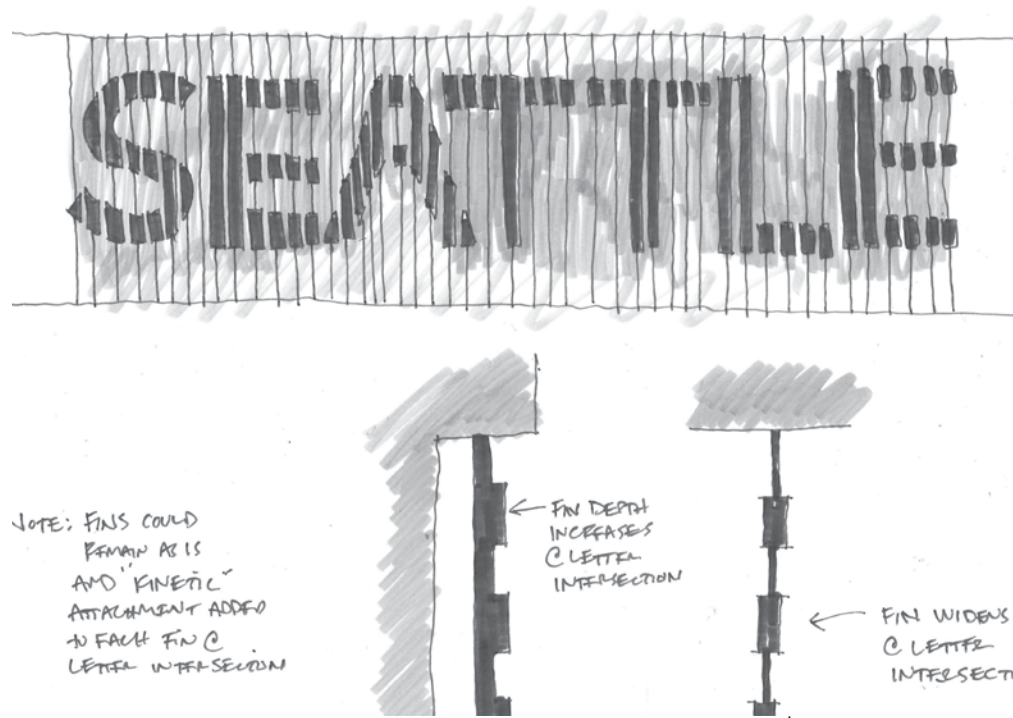 SEATTLE
NOTE: FINS COULD
REMAIN AS IS
AND "KINETIC"
ATTACHMENT ADDED
TO EACH FIN @
LETTER INTERSECTION
FIN DEPTH
INCREASES
@ LETTER
INTERSECTION
FIN WIDENS
@ LETTER
INTERSECTI